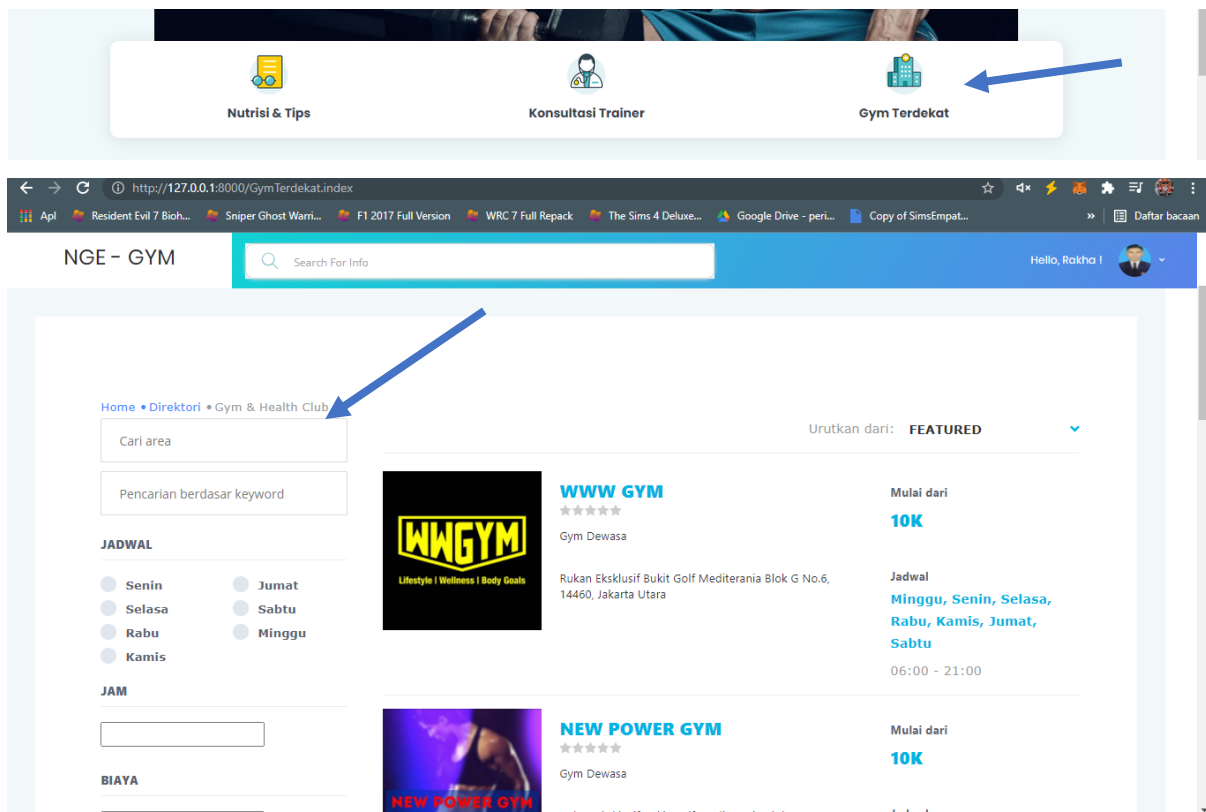 Nutrisi & Tips
Konsultasi Trainer
Gym Terdekat
http://127.0.0.1:8000/GymTerdekat.index
Apl
Resident Evil 7 Bioh...
Sniper Ghost Warri...
F1 2017 Full Version
WRC 7 Full Repack
The Sims 4 Deluxe...
Google Drive - peri...
Copy of SimsEmpat...
»
Daftar bacaan
NGE - GYM
Search For Info
Hello, Rakha !
Home • Direktori • Gym & Health Club
Cari area
Pencarian berdasar keyword
JADWAL
Senin
Jumat
Selasa
Sabtu
Rabu
Minggu
Kamis
JAM
BIAYA
Urutkan dari: FEATURED
WWGYM
Lifestyle I Wellness I Body Goals
WWW GYM
Gym Dewasa
Rukan Eksklusif Bukit Golf Mediterania Blok G No.6,
14460, Jakarta Utara
Mulai dari
10K
Jadwal
Minggu, Senin, Selasa,
Rabu, Kamis, Jumat,
Sabtu
06:00 - 21:00
NEW POWER GYM
NEW POWER GYM
Gym Dewasa
Mulai dari
10K